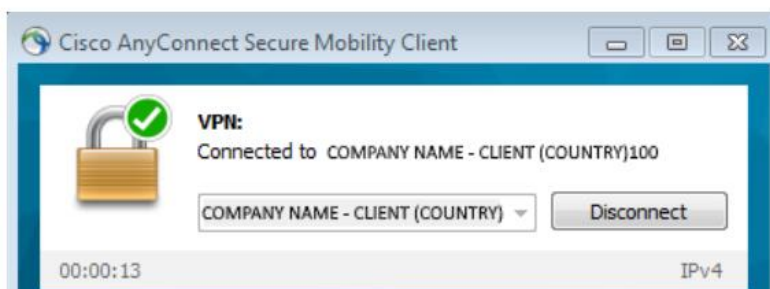 Cisco AnyConnect Secure Mobility Client
VPN:
Connected to COMPANY NAME - CLIENT (COUNTRY)100
COMPANY NAME - CLIENT (COUNTRY) Disconnect
00:00:13 IPv4